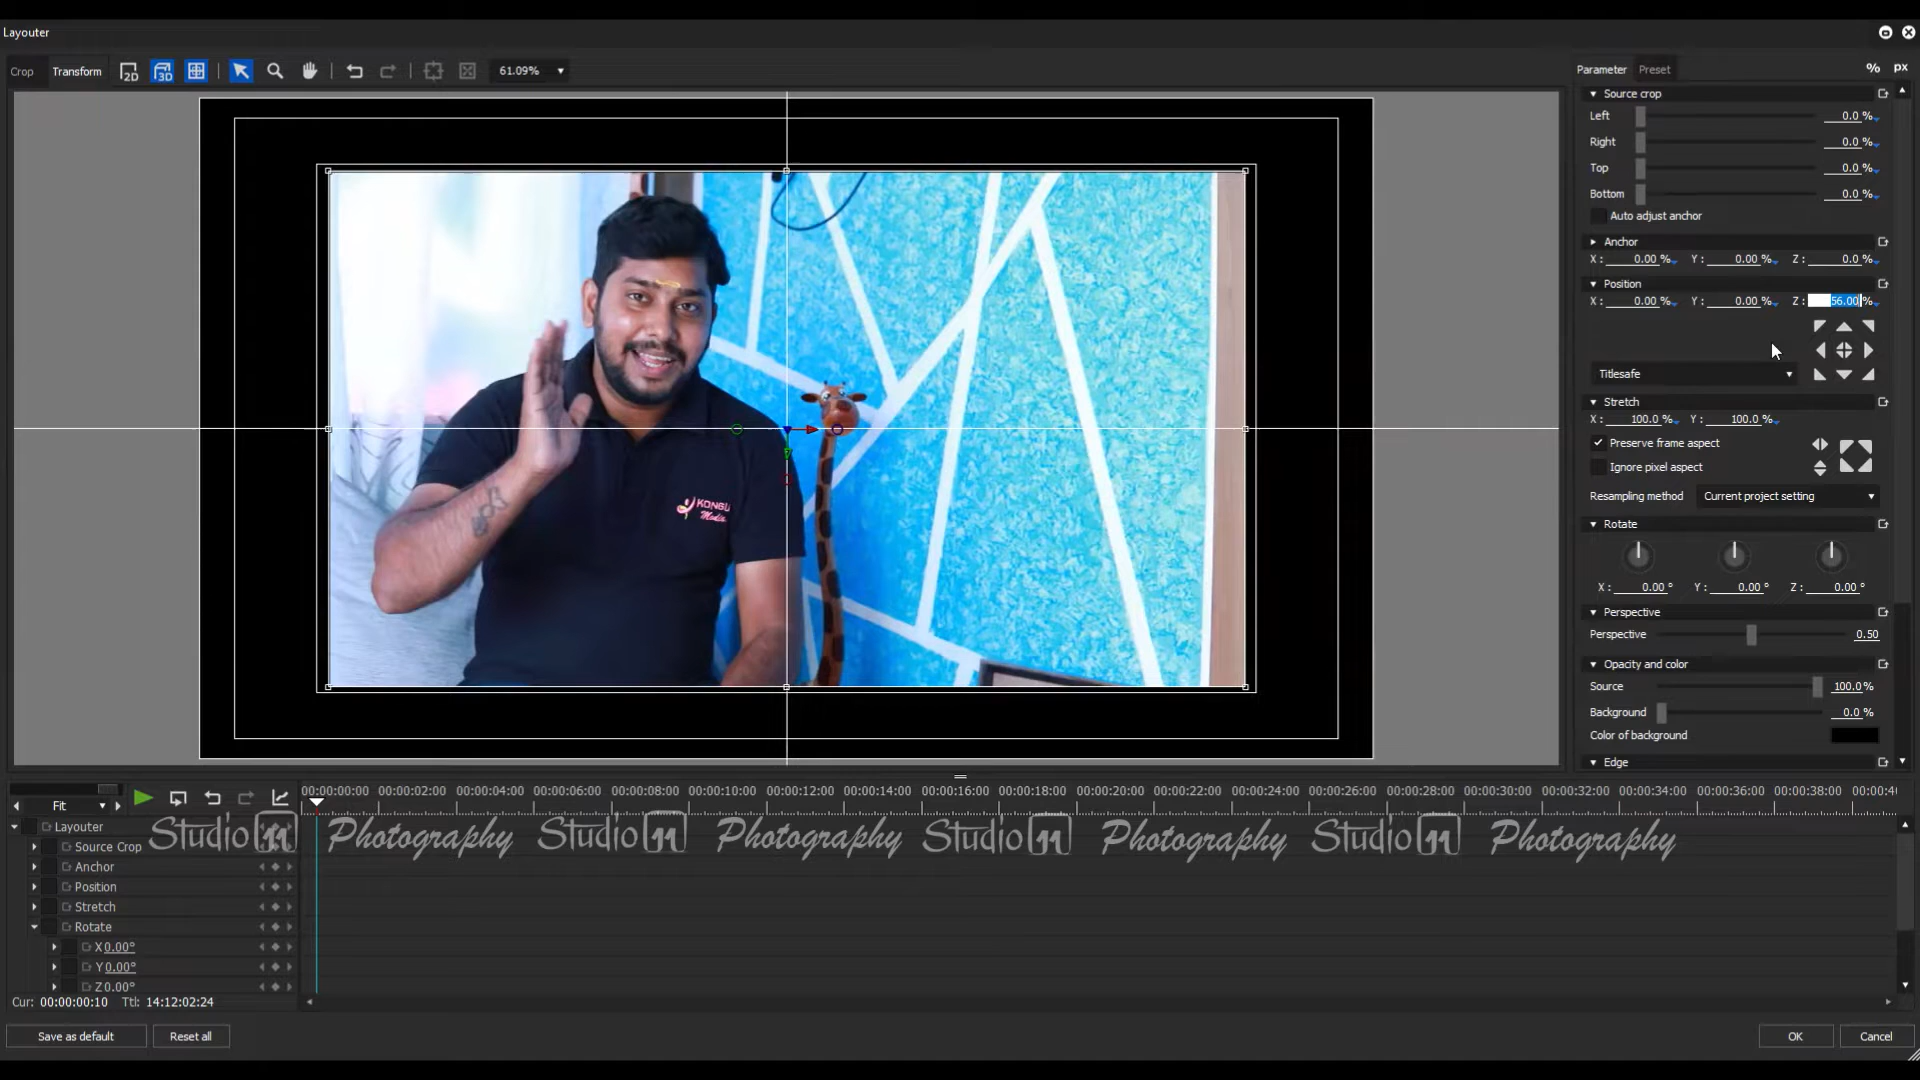 Layouter
Crop Transform 2D 3D 61.09% Parameter Preset % px
Source crop
Left 0.0 %
Right 0.0 %
Top 0.0 %
Bottom 0.0 %
Auto adjust anchor
Anchor
X : 0.00 % Y : 0.00 % Z : 0.0 %
Position
X : 0.00 % Y : 0.00 % Z : 56.00 %
Titlesafe
Stretch
X : 100.0 % Y : 100.0 %
Preserve frame aspect
Ignore pixel aspect
Resampling method Current project setting
Rotate
X : 0.00 ° Y : 0.00 ° Z : 0.00 °
Perspective
Perspective 0.50
Opacity and color
Source 100.0 %
Background 0.0 %
Color of background
Edge
Media
Fit 00:00:00:00 00:00:02:00 00:00:04:00 00:00:06:00 00:00:08:00 00:00:10:00 00:00:12:00 00:00:14:00 00:00:16:00 00:00:18:00 00:00:20:00 00:00:22:00 00:00:24:00 00:00:26:00 00:00:28:00 00:00:30:00 00:00:32:00 00:00:34:00 00:00:36:00 00:00:38:00
Layouter
Studio 11 Photography Studio 11 Photography Studio 11 Photography Studio 11 Photography
Source Crop
Anchor
Position
Stretch
Rotate
X 0.00°
Y 0.00°
Z 0.00°
Cur: 00:00:00:10 Ttl: 14:12:02:24
Save as default Reset all OK Cancel